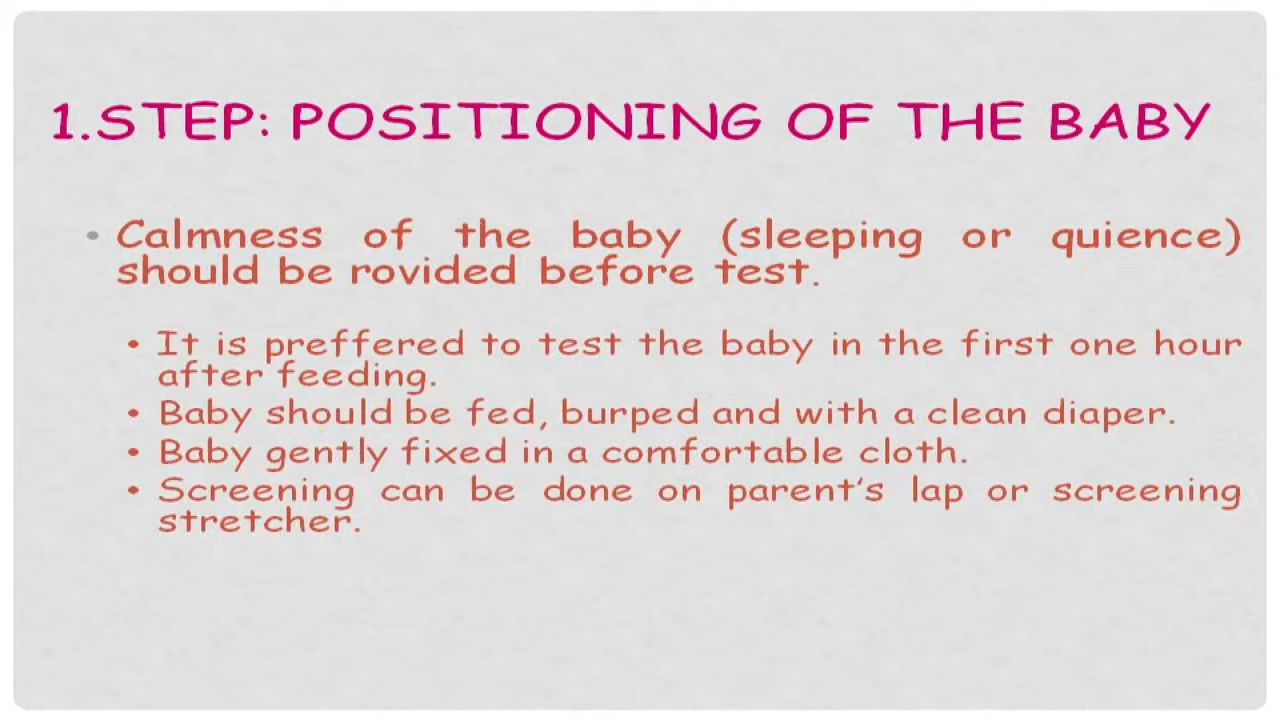 1.STEP: POSITIONING OF THE BABY
• Calmness of the baby (sleeping or quience)
should be rovided before test.
• It is preffered to test the baby in the first one hour
after feeding.
• Baby should be fed, burped and with a clean diaper.
• Baby gently fixed in a comfortable cloth.
• Screening can be done on parent's lap or screening
stretcher.